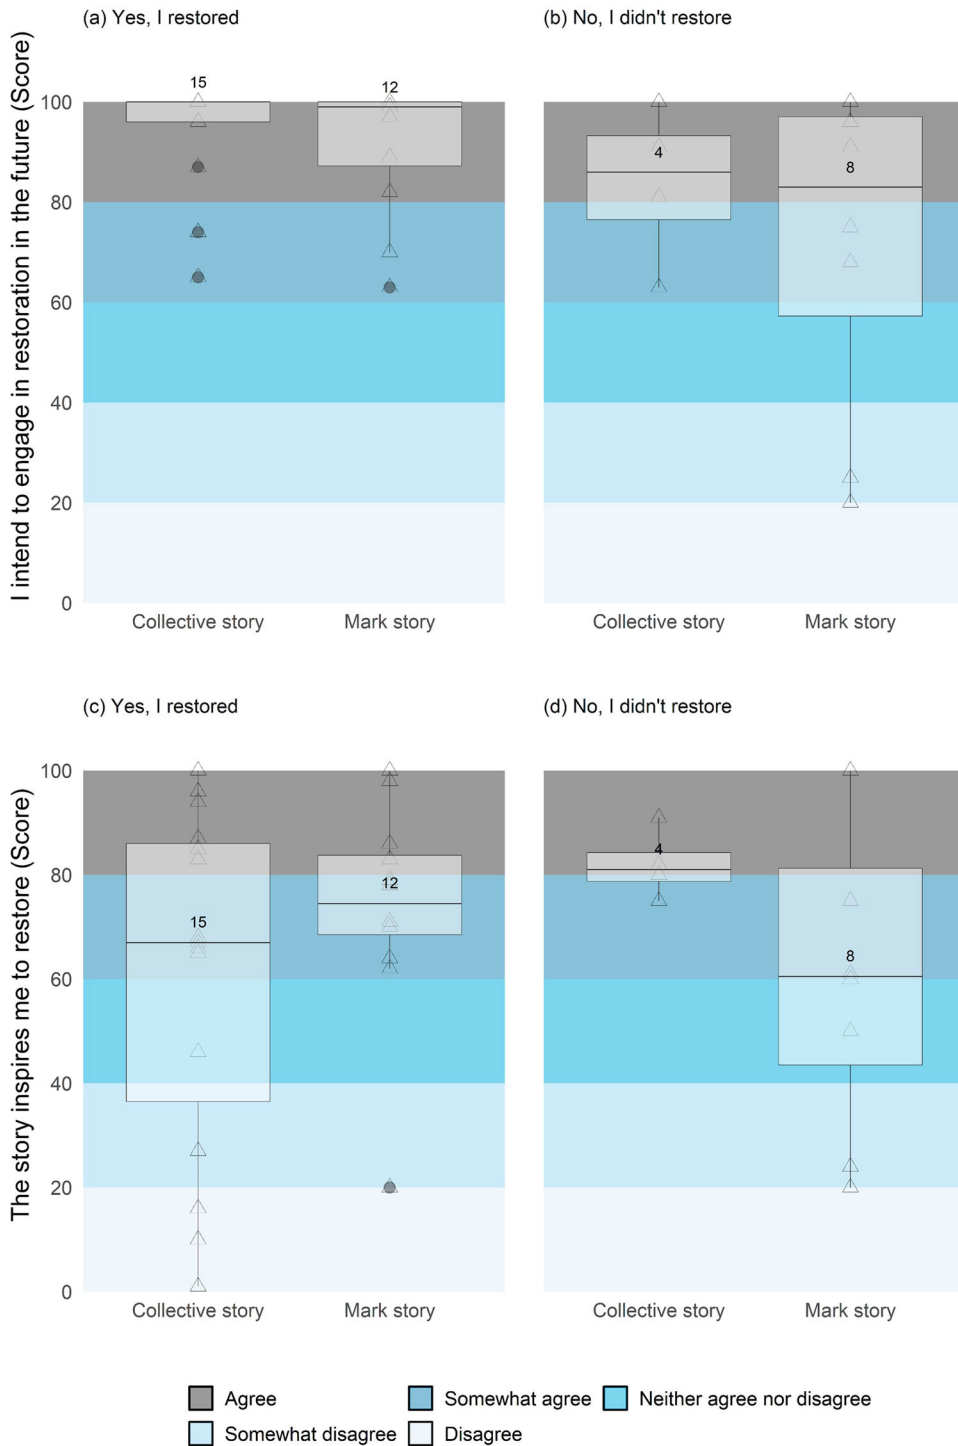 (a) Yes, I restored
(b) No, I didn't restore
I intend to engage in restoration in the future (Score)
100
80
60
40
20
0
15
12
4
8
Collective story
Mark story
Collective story
Mark story
(c) Yes, I restored
(d) No, I didn't restore
The story inspires me to restore (Score)
100
80
60
40
20
0
15
12
4
8
Collective story
Mark story
Collective story
Mark story
Agree
Somewhat agree
Neither agree nor disagree
Somewhat disagree
Disagree